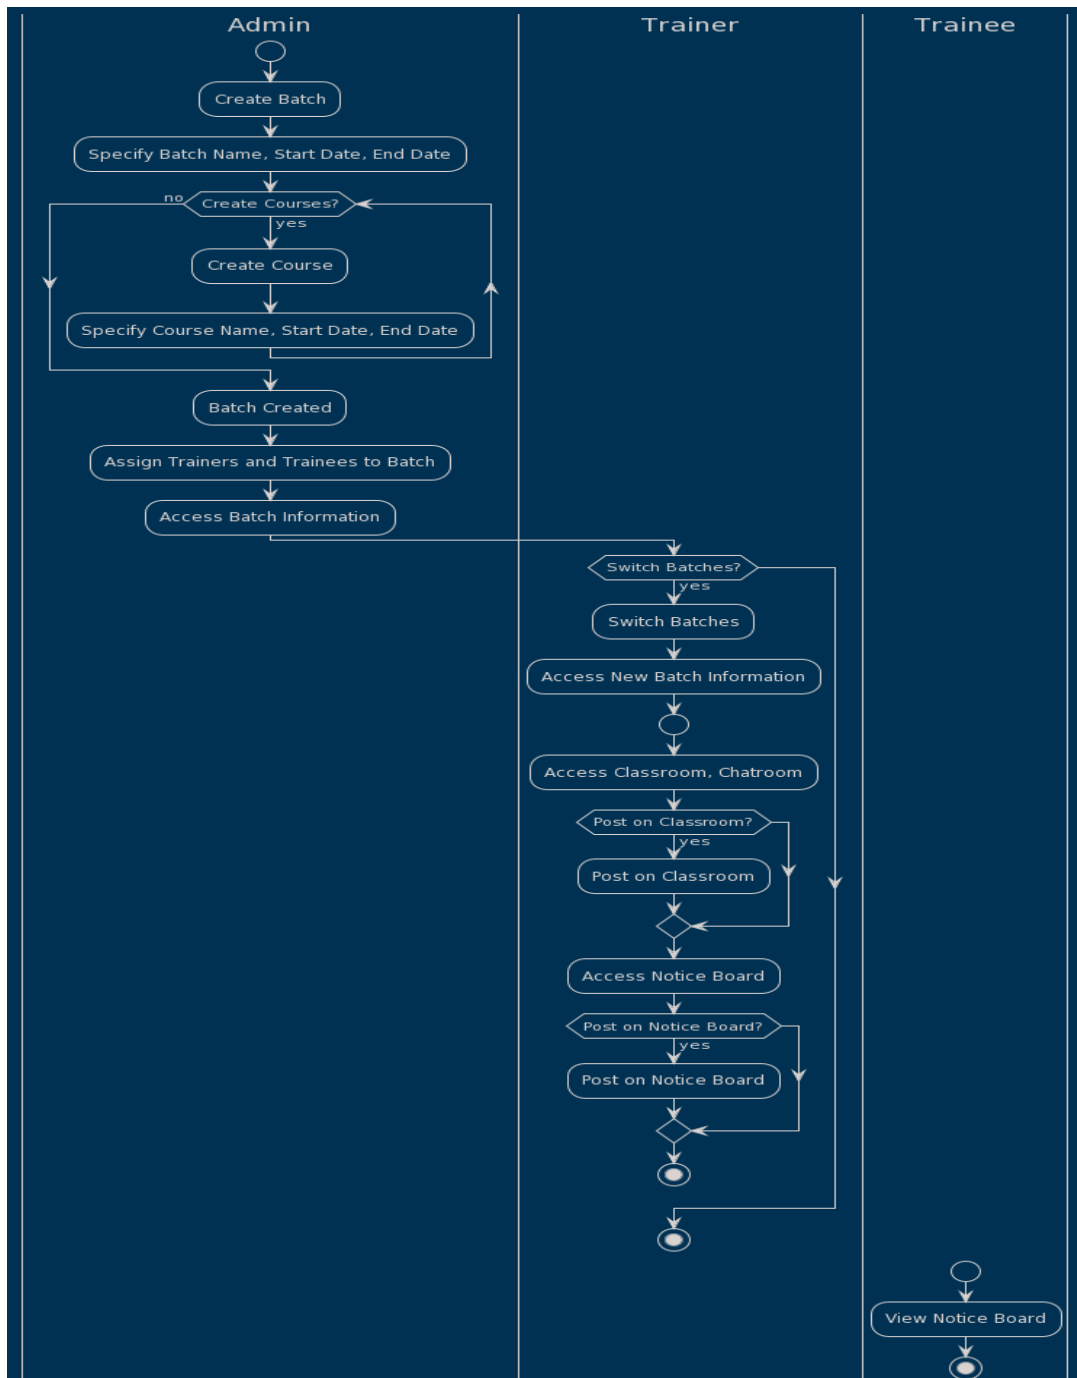 Admin
Trainer
Trainee
Create Batch
Specify Batch Name, Start Date, End Date
no
Create Courses?
yes
Create Course
Specify Course Name, Start Date, End Date
Batch Created
Assign Trainers and Trainees to Batch
Access Batch Information
Switch Batches?
yes
Switch Batches
Access New Batch Information
Access Classroom, Chatroom
Post on Classroom?
yes
Post on Classroom
Access Notice Board
Post on Notice Board?
yes
Post on Notice Board
View Notice Board